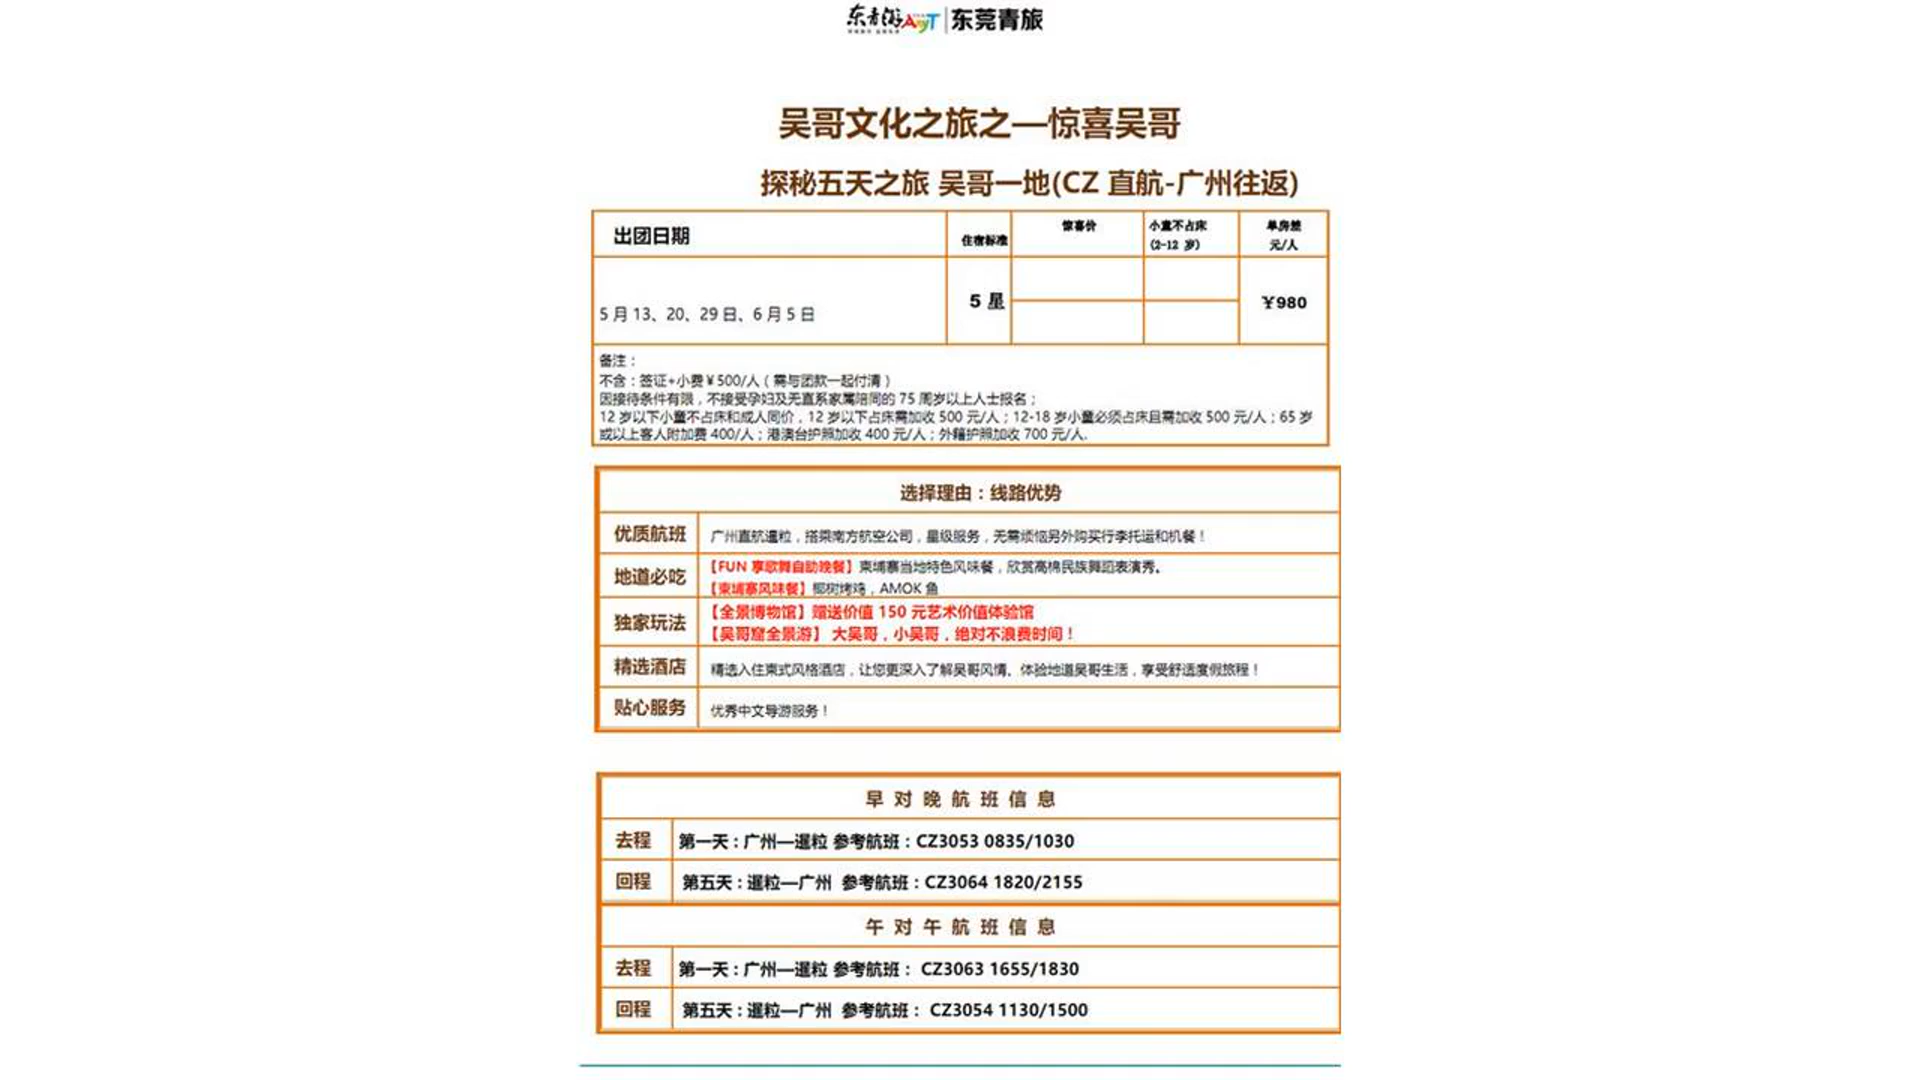 东青游AayT 东莞青旅
吴哥文化之旅之—惊喜吴哥
探秘五天之旅 吴哥一地(CZ 直航-广州往返)
出团日期
住宿标准
惊喜价
小童不占床
(2-12 岁)
单房差
元/人
5 月 13、20、29 日、6 月 5 日
5 星
¥980
备注：
不含：签证+小费￥500/人（需与团款一起付清）
因接待条件有限，不接受孕妇及无直系家属陪同的 75 周岁以上人士报名；
12 岁以下小童不占床和成人同价，12 岁以下占床需加收 500 元/人；12-18 岁小童必须占床且需加收 500 元/人；65 岁
或以上客人附加费 400/人；港澳台护照加收 400 元/人；外籍护照加收 700 元/人.
选择理由：线路优势
优质航班
广州直航暹粒，搭乘南方航空公司，星级服务，无需烦恼另外购买行李托运和机餐！
地道必吃
【FUN 享歌舞自助晚餐】柬埔寨当地特色风味餐，欣赏高棉民族舞蹈表演秀。
【柬埔寨风味餐】椰树烤鸡，AMOK 鱼
独家玩法
【全景博物馆】赠送价值 150 元艺术价值体验馆
【吴哥窟全景游】 大吴哥，小吴哥，绝对不浪费时间！
精选酒店
精选入住柬式风格酒店，让您更深入了解吴哥风情。体验地道吴哥生活，享受舒适度假旅程！
贴心服务
优秀中文导游服务！
早 对 晚 航 班 信 息
去程
第一天：广州—暹粒 参考航班：CZ3053 0835/1030
回程
第五天：暹粒—广州 参考航班：CZ3064 1820/2155
午 对 午 航 班 信 息
去程
第一天：广州—暹粒 参考航班： CZ3063 1655/1830
回程
第五天：暹粒—广州 参考航班： CZ3054 1130/1500